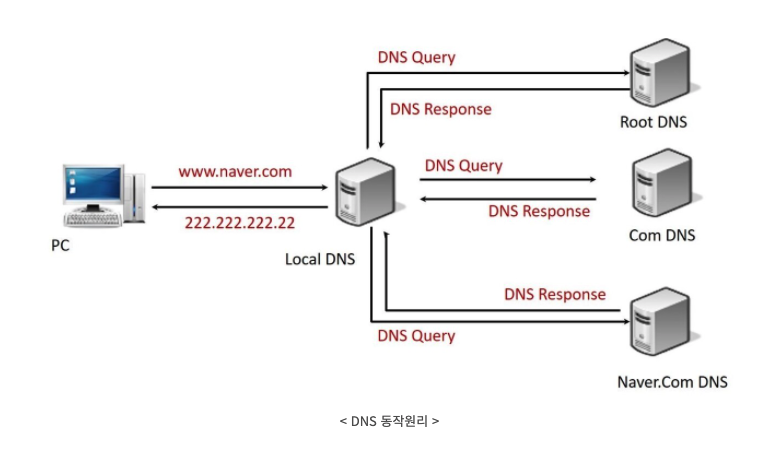 DNS Query
DNS Response
Root DNS
www.naver.com
222.222.222.22
PC
Local DNS
DNS Query
DNS Response
Com DNS
DNS Response
DNS Query
Naver.Com DNS
< DNS 동작원리 >